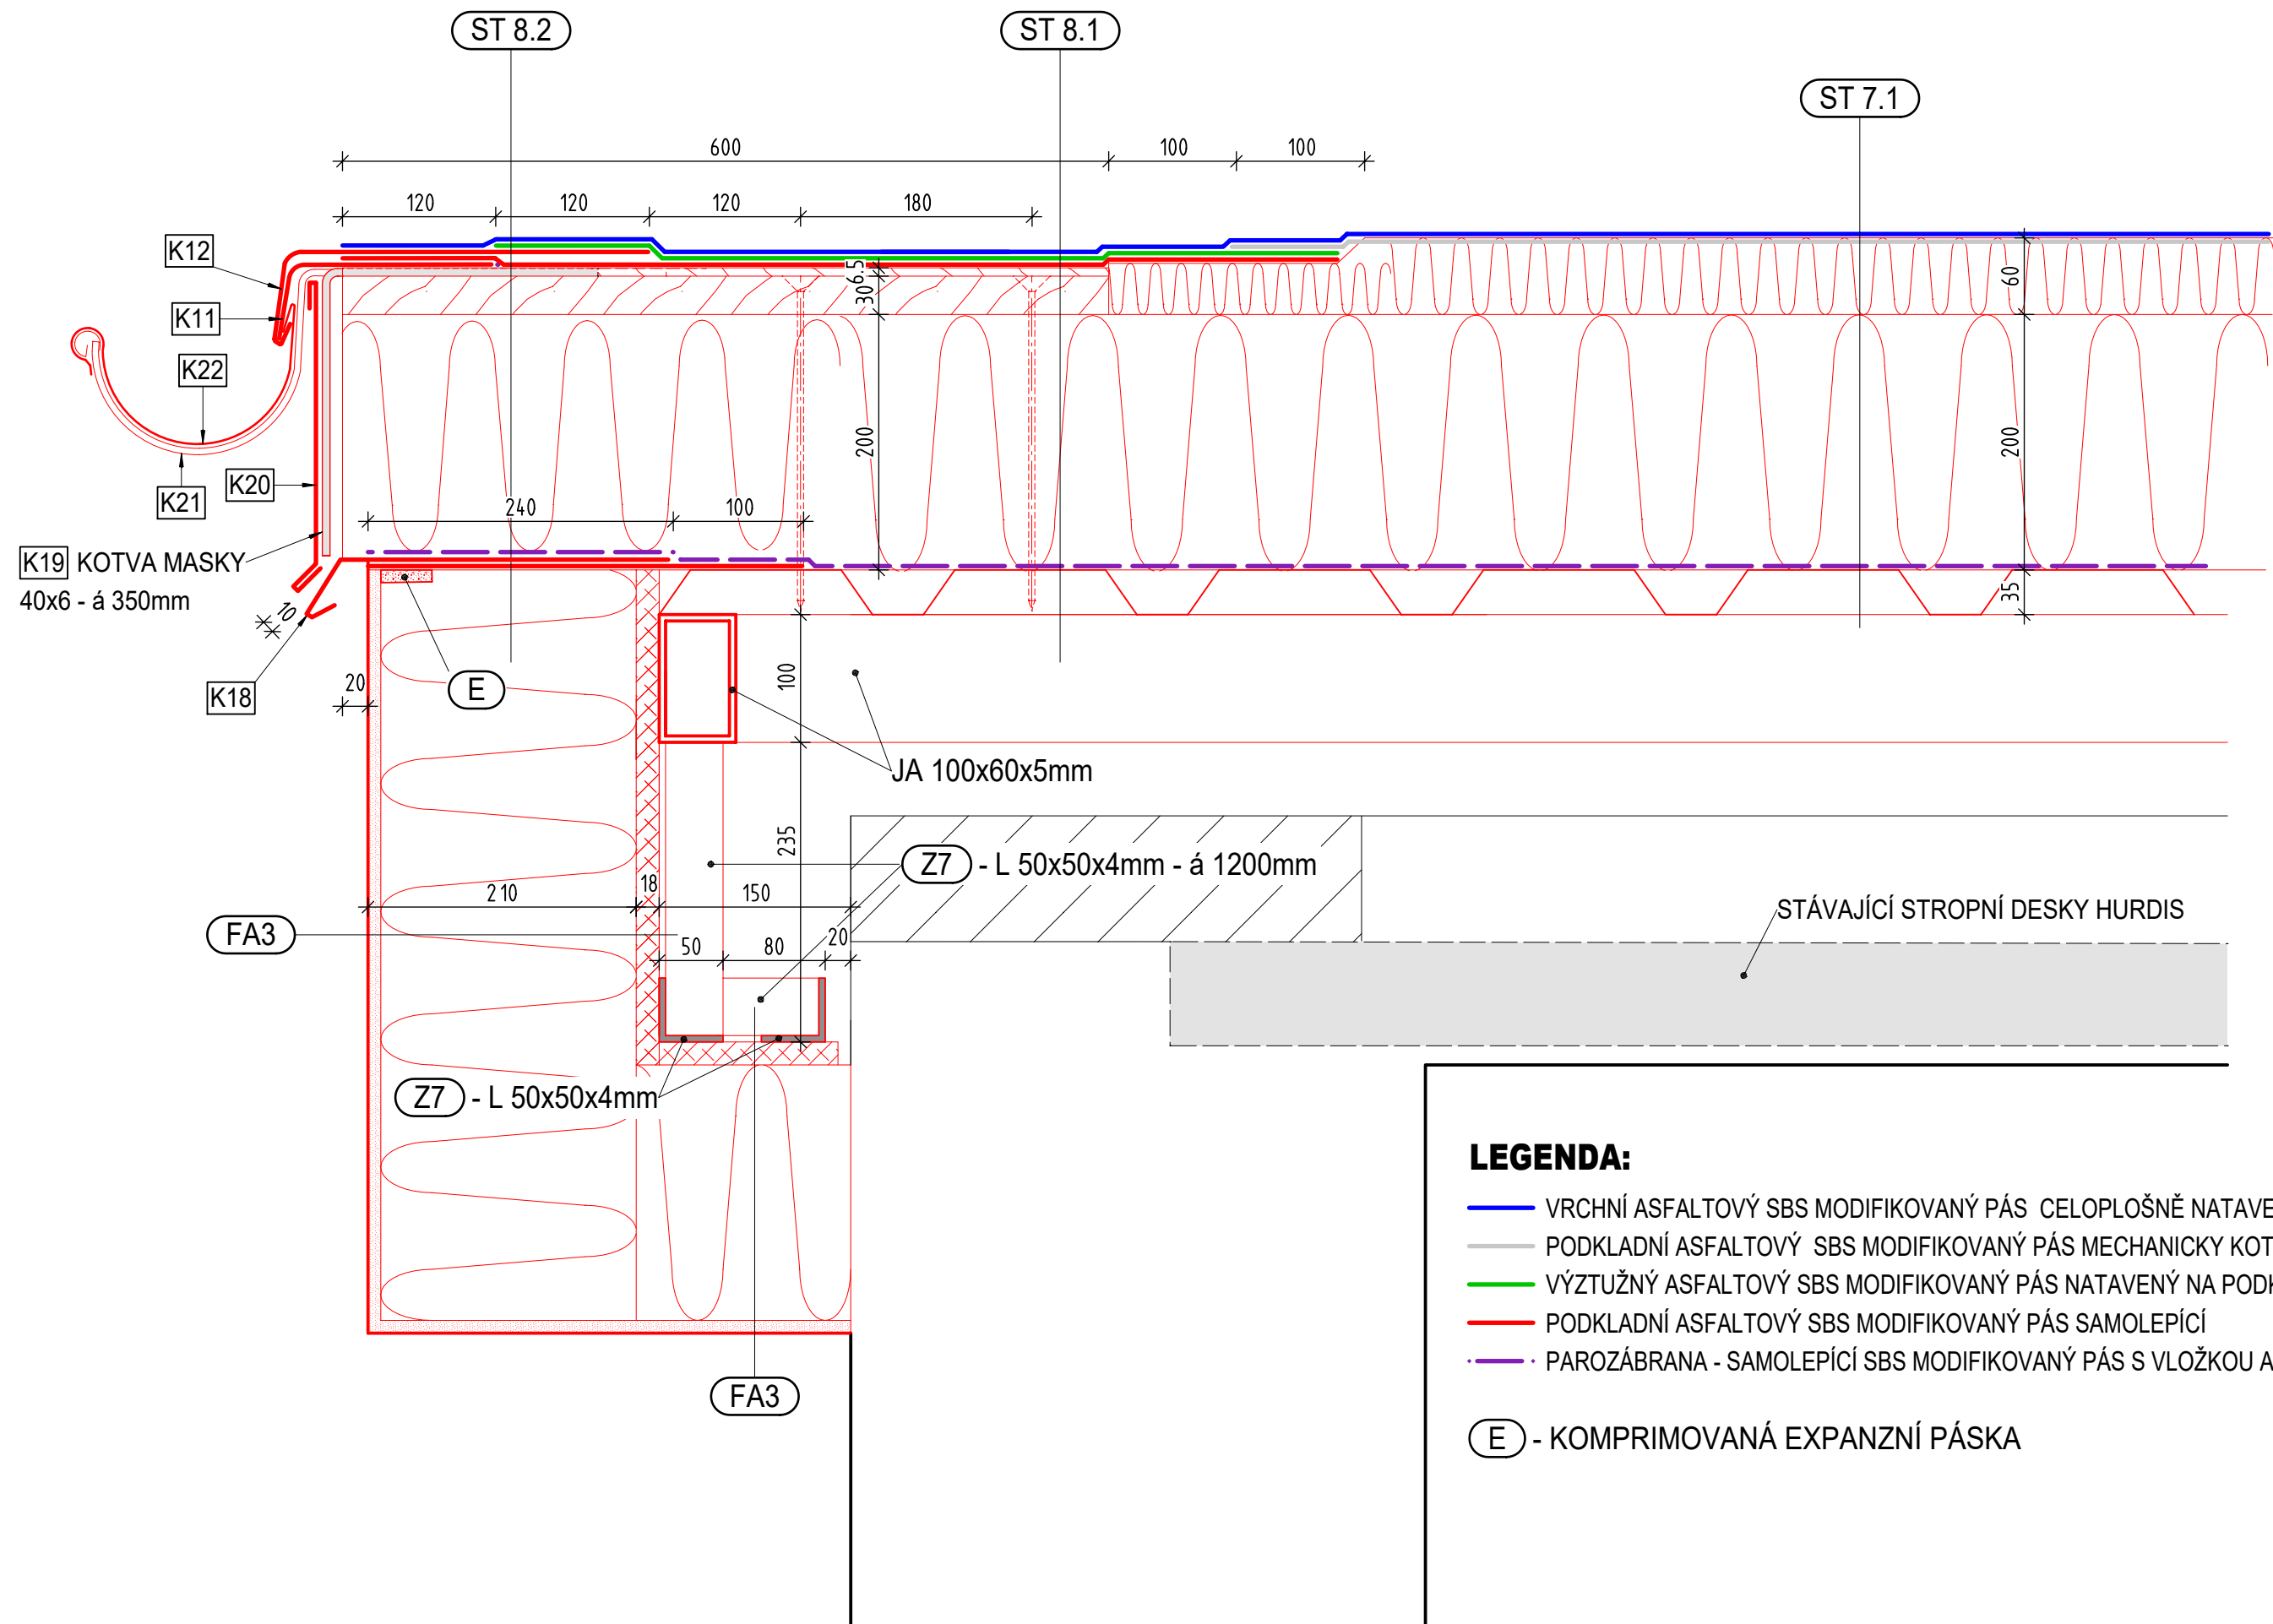 ST 8.2
ST 8.1
ST 7.1
600
100
100
120
120
120
180
K12
K11
K22
K21
K20
6.5
30
60
200
200
240
100
K19 KOTVA MASKY
40x6 - á 350mm
10
35
K18
20
E
100
JA 100x60x5mm
235
Z7 - L 50x50x4mm - á 1200mm
210
18
150
STÁVAJÍCÍ STROPNÍ DESKY HURDIS
FA3
50
80
20
Z7 - L 50x50x4mm
FA3
LEGENDA:
VRCHNÍ ASFALTOVÝ SBS MODIFIKOVANÝ PÁS CELOPLOŠNĚ NATAVE
PODKLADNÍ ASFALTOVÝ SBS MODIFIKOVANÝ PÁS MECHANICKY KOT
VÝZTUŽNÝ ASFALTOVÝ SBS MODIFIKOVANÝ PÁS NATAVENÝ NA PODK
PODKLADNÍ ASFALTOVÝ SBS MODIFIKOVANÝ PÁS SAMOLEPÍCÍ
PAROZÁBRANA - SAMOLEPÍCÍ SBS MODIFIKOVANÝ PÁS S VLOŽKOU A
E - KOMPRIMOVANÁ EXPANZNÍ PÁSKA